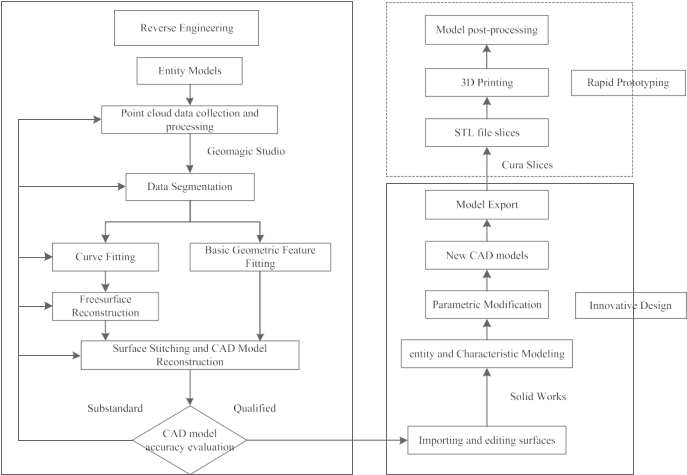 Reverse Engineering
Entity Models
Point cloud data collection and
processing
Geomagic Studio
Data Segmentation
Curve Fitting
Basic Geometric Feature
Fitting
Freesurface
Reconstruction
Surface Stitching and CAD Model
Reconstruction
Substandard
Qualified
CAD model
accuracy evaluation
Model post-processing
3D Printing
Rapid Prototyping
STL file slices
Cura Slices
Model Export
New CAD models
Parametric Modification
Innovative Design
entity and Characteristic Modeling
Solid Works
Importing and editing surfaces